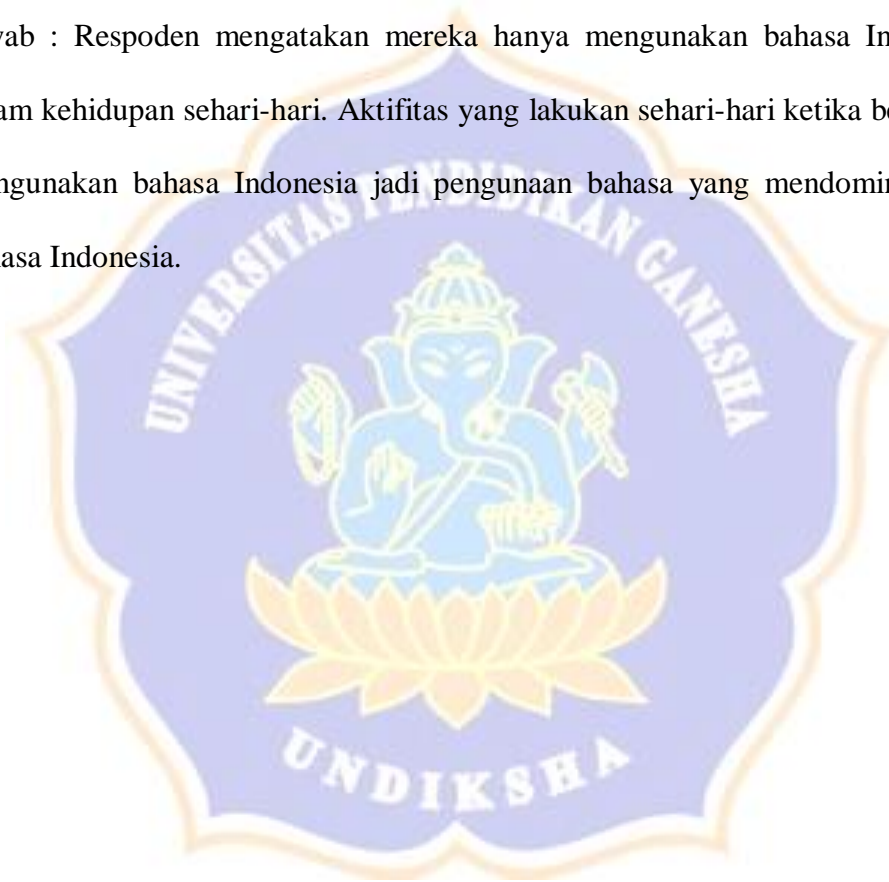 yab : Respoden mengatakan mereka hanya mengunakan bahasa In
am kehidupan sehari-hari. Aktifitas yang lakukan sehari-hari ketika be
ngunakan bahasa Indonesia jadi pengunaan bahasa yang mendomin
asa Indonesia.
UNIVERSITAS PENDIDIKAN GANESHA
UNDIKSHA